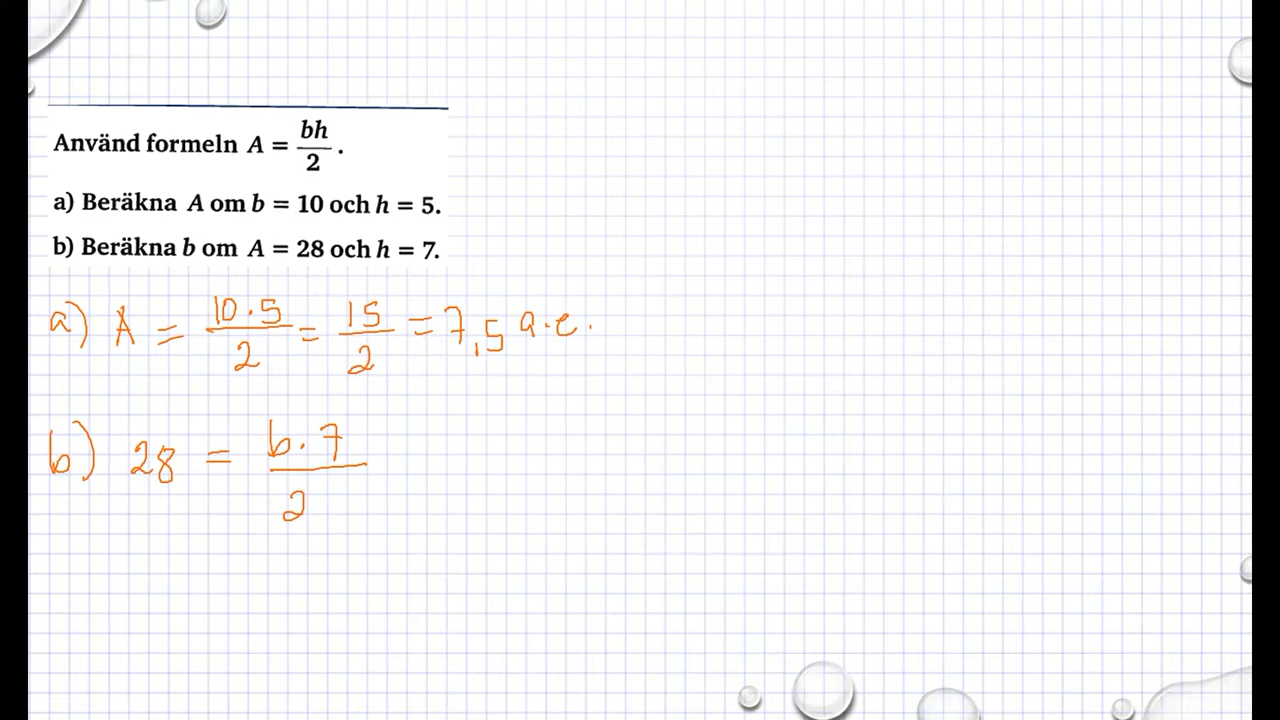 Använd formeln A = bh/2.
a) Beräkna A om b = 10 och h = 5.
b) Beräkna b om A = 28 och h = 7.
a) A = 10·5/2 = 15/2 = 7,5 a.e.
b) 28 = b·7/2